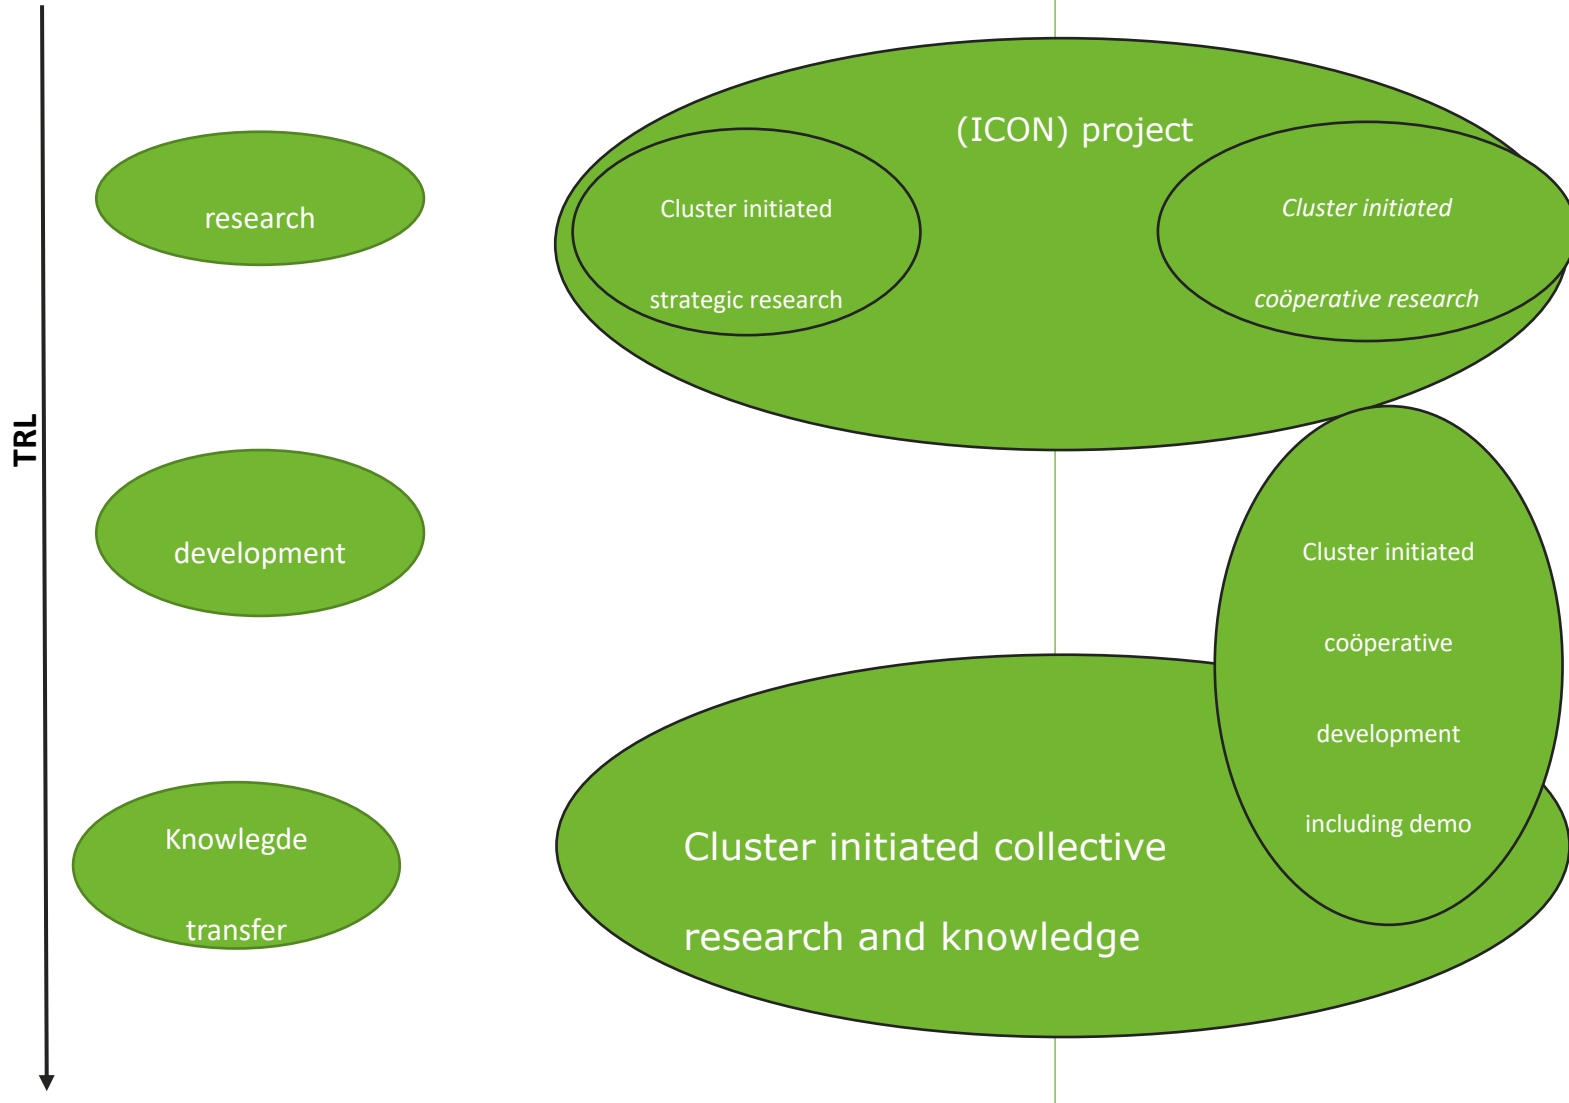 TRL
research
development
Knowlegde
transfer
(ICON) project
Cluster initiated
strategic research
Cluster initiated
coöperative research
Cluster initiated
coöperative
development
including demo
Cluster initiated collective
research and knowledge